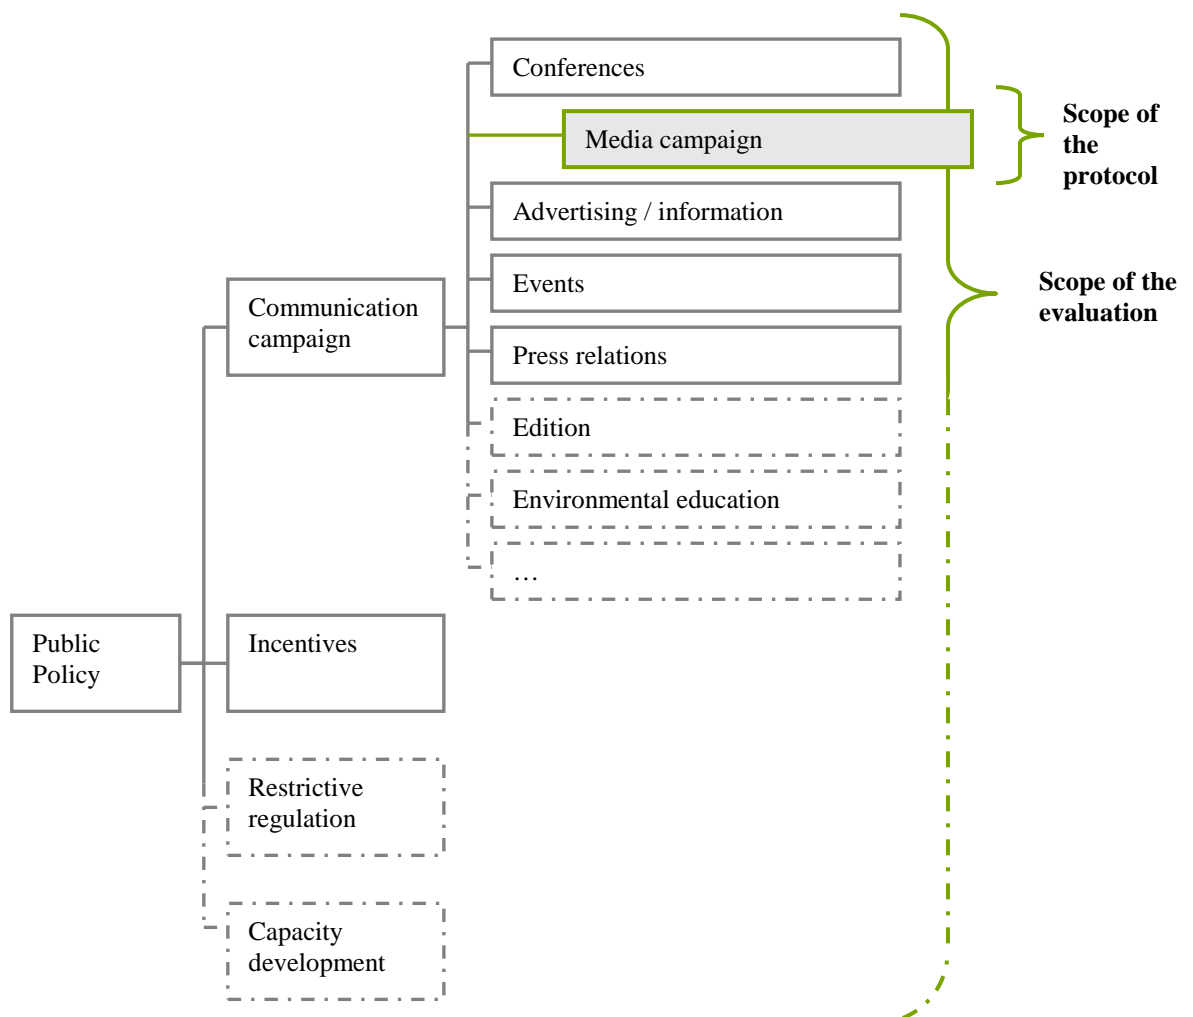 Conferences
Media campaign
Scope of
the
protocol
Advertising / information
Events
Scope of the
evaluation
Communication
campaign
Press relations
Edition
Environmental education
…
Public
Policy
Incentives
Restrictive
regulation
Capacity
development